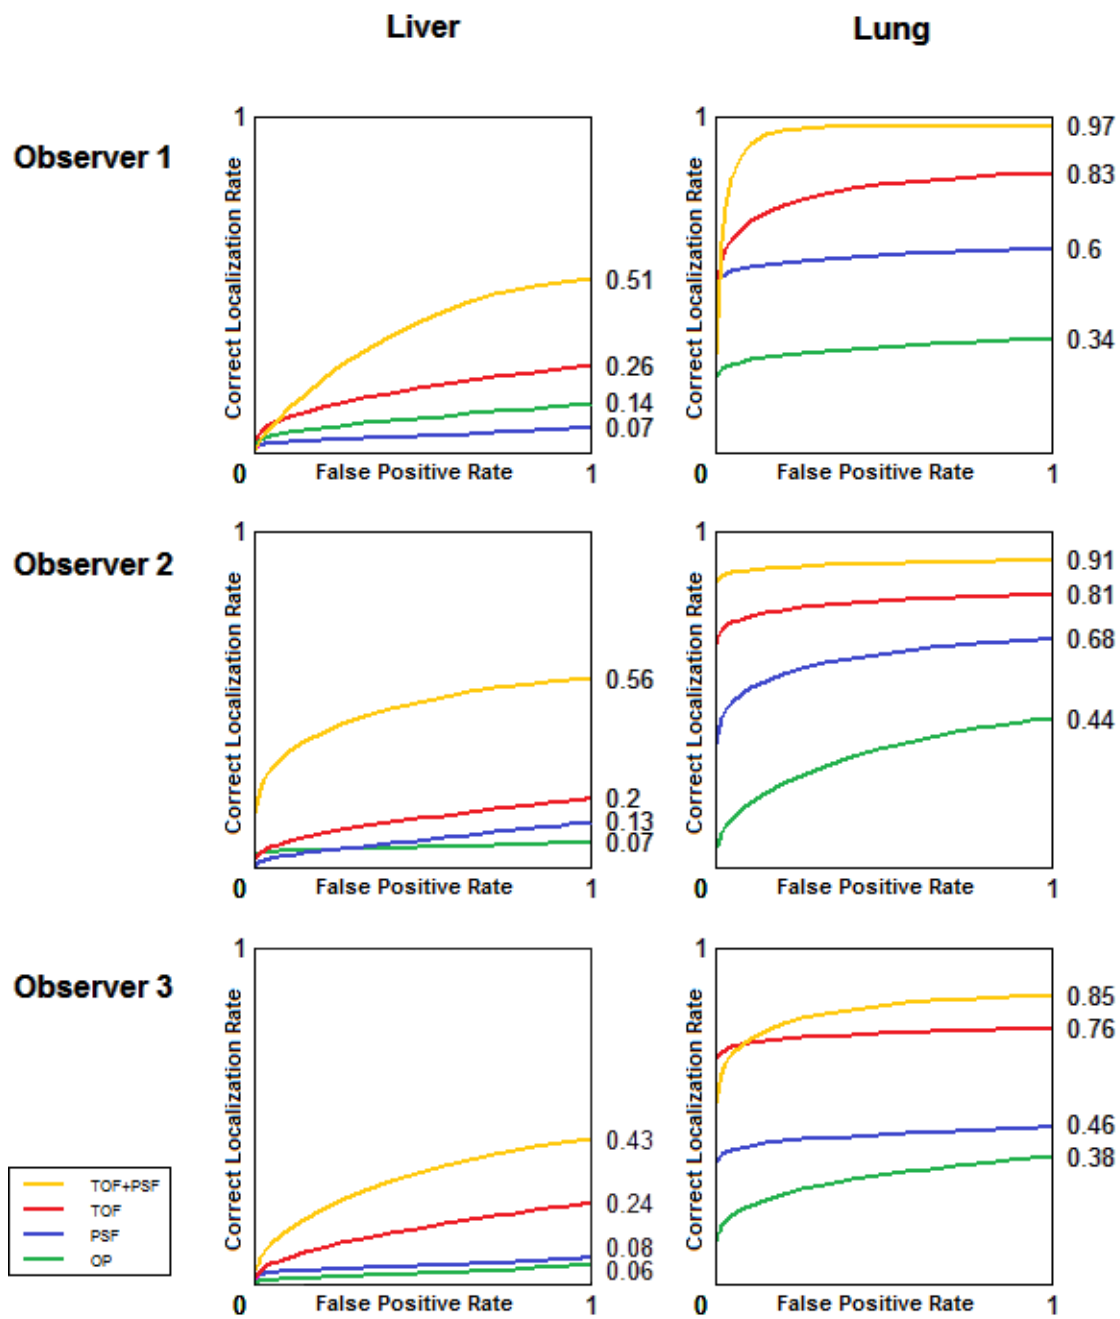 Liver
Lung
Observer 1
1
Correct Localization Rate
0.51
0.26
0.14
0.07
0
False Positive Rate
1
1
Correct Localization Rate
0.97
0.83
0.6
0.34
0
False Positive Rate
1
Observer 2
1
Correct Localization Rate
0.56
0.2
0.13
0.07
0
False Positive Rate
1
1
Correct Localization Rate
0.91
0.81
0.68
0.44
0
False Positive Rate
1
Observer 3
1
Correct Localization Rate
0.43
0.24
0.08
0.06
0
False Positive Rate
1
1
Correct Localization Rate
0.85
0.76
0.46
0.38
0
False Positive Rate
1
TOF+PSF
TOF
PSF
OP